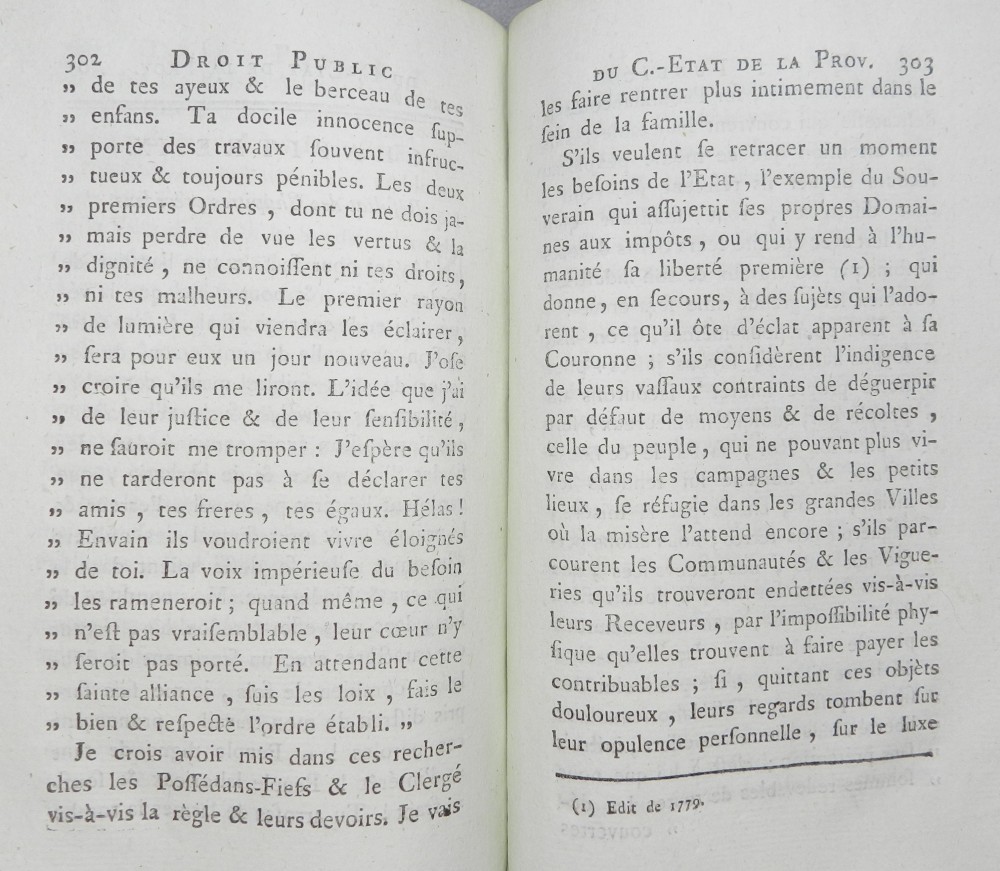 302 DROIT PUBLIC
„ de tes ayeux & le berceau de tes
„ enfans. Ta docile innocence ſup-
„ porte des travaux ſouvent infruc-
„ tueux & toujours pénibles. Les deux
„ premiers Ordres, dont tu ne dois ja-
„ mais perdre de vue les vertus & la
„ dignité, ne connoiſſent ni tes droits,
„ ni tes malheurs. Le premier rayon
„ de lumière qui viendra les éclairer,
„ ſera pour eux un jour nouveau. J'oſe
„ croire qu'ils me liront. L'idée que j'ai
„ de leur juſtice & de leur ſenſibilité,
„ ne ſauroit me tromper : J'eſpère qu'ils
„ ne tarderont pas à ſe déclarer tes
„ amis, tes freres, tes égaux. Hélas!
„ Envain ils voudroient vivre éloignés
„ de toi. La voix impérieuſe du beſoin
„ les rameneroit; quand même, ce qui
„ n'eſt pas vraiſemblable, leur cœur n'y
„ ſeroit pas porté. En attendant cette
„ ſainte alliance, ſuis les loix, fais le
„ bien & reſpecte l'ordre établi. „
Je crois avoir mis dans ces recher-
ches les Poſſédans-Fiefs & le Clergé
vis-à-vis la règle & leurs devoirs. Je vais
DU C.-ETAT DE LA PROV. 303
les faire rentrer plus intimement dans le
ſein de la famille.
S'ils veulent ſe retracer un moment
les beſoins de l'Etat, l'exemple du Sou-
verain qui aſſujettit ſes propres Domai-
nes aux impôts, ou qui y rend à l'hu-
manité ſa liberté première (1); qui
donne, en ſecours, à des ſujèts qui l'ado-
rent, ce qu'il ôte d'éclat apparent à ſa
Couronne; s'ils conſidèrent l'indigence
de leurs vaſſaux contraints de déguerpir
par défaut de moyens & de récoltes,
celle du peuple, qui ne pouvant plus vi-
vre dans les campagnes & les petits
lieux, ſe réfugie dans les grandes Villes
où la misère l'attend encore; s'ils par-
courent les Communautés & les Vigue-
ries qu'ils trouveront endettées vis-à-vis
leurs Receveurs, par l'impoſſibilité phy-
ſique qu'elles trouvent à faire payer les
contribuables; ſi, quittant ces objèts
douloureux, leurs regards tombent ſur
leur opulence perſonnelle, ſur le luxe
(1) Edit de 1779.